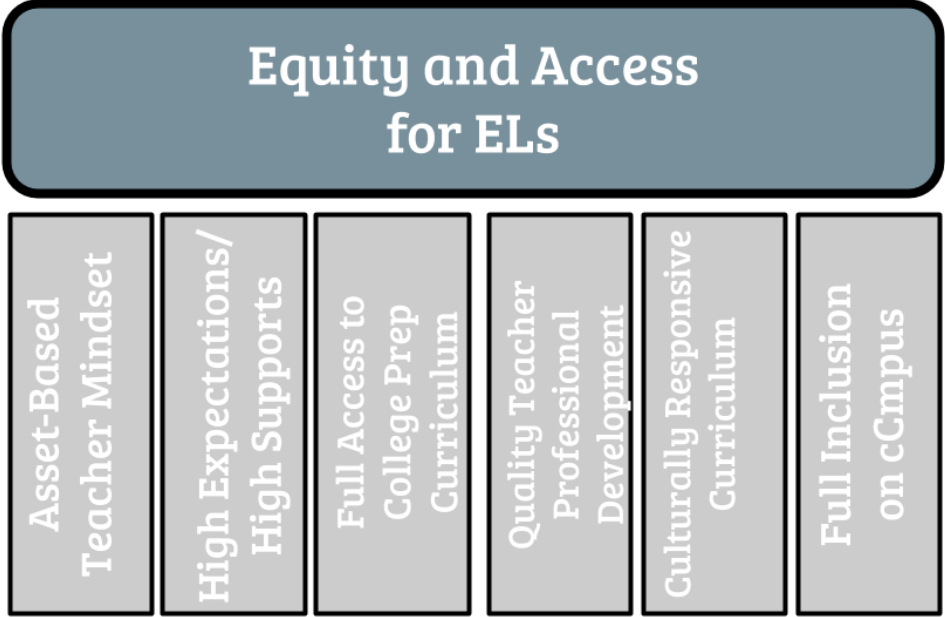 Equity and Access
for ELs
Asset-Based
Teacher Mindset
High Expectations/
High Supports
Full Access to
College Prep
Curriculum
Quality Teacher
Professional
Development
Culturally Responsive
Curriculum
Full Inclusion
on cGmpus